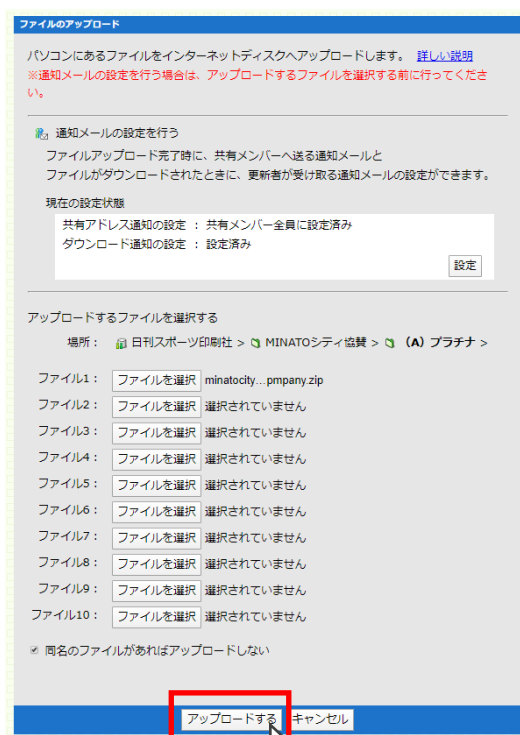 ファイルのアップロード
パソコンにあるファイルをインターネットディスクへアップロードします。 詳しい説明
※通知メールの設定を行う場合は、アップロードするファイルを選択する前に行ってくださ
い。
通知メールの設定を行う
ファイルアップロード完了時に、共有メンバーへ送る通知メールと
ファイルがダウンロードされたときに、更新者が受け取る通知メールの設定ができます。
現在の設定状態
共有アドレス通知の設定 : 共有メンバー全員に設定済み
ダウンロード通知の設定 : 設定済み
設定
アップロードするファイルを選択する
場所: 日刊スポーツ印刷社 > MINATOシティ協賛 > (A) プラチナ >
ファイル1: ファイルを選択 minatocity…pmpany.zip
ファイル2: ファイルを選択 選択されていません
ファイル3: ファイルを選択 選択されていません
ファイル4: ファイルを選択 選択されていません
ファイル5: ファイルを選択 選択されていません
ファイル6: ファイルを選択 選択されていません
ファイル7: ファイルを選択 選択されていません
ファイル8: ファイルを選択 選択されていません
ファイル9: ファイルを選択 選択されていません
ファイル10: ファイルを選択 選択されていません
同名のファイルがあればアップロードしない
アップロードする キャンセル